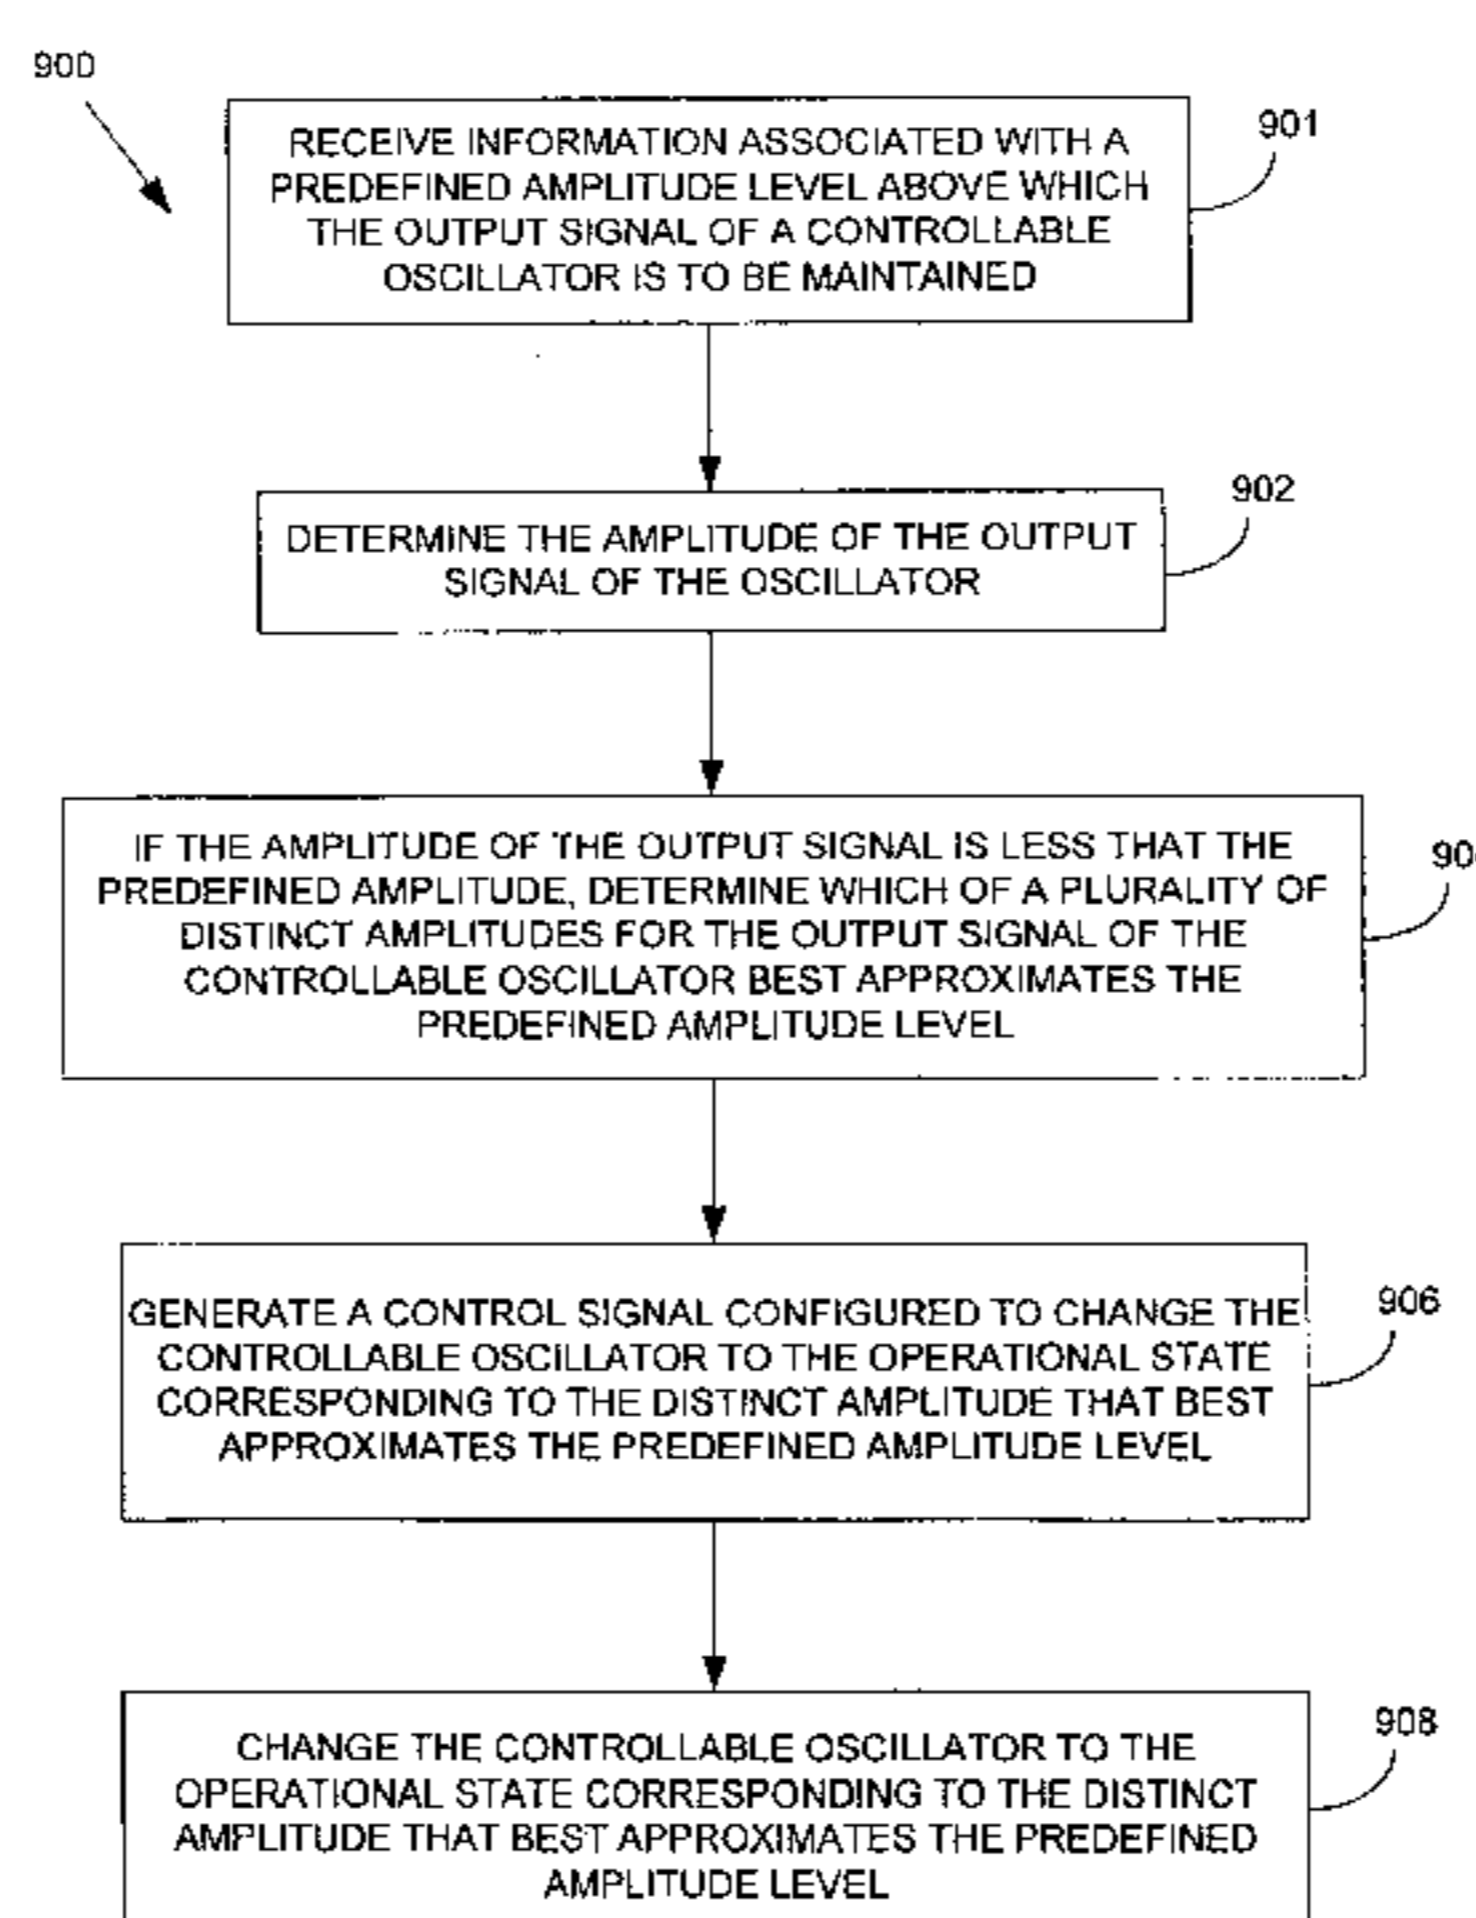 900
901
RECEIVE INFORMATION ASSOCIATED WITH A
PREDEFINED AMPLITUDE LEVEL ABOVE WHICH
THE OUTPUT SIGNAL OF A CONTROLLABLE
OSCILLATOR IS TO BE MAINTAINED
902
DETERMINE THE AMPLITUDE OF THE OUTPUT
SIGNAL OF THE OSCILLATOR
IF THE AMPLITUDE OF THE OUTPUT SIGNAL IS LESS THAT THE
PREDEFINED AMPLITUDE, DETERMINE WHICH OF A PLURALITY OF
DISTINCT AMPLITUDES FOR THE OUTPUT SIGNAL OF THE
CONTROLLABLE OSCILLATOR BEST APPROXIMATES THE
PREDEFINED AMPLITUDE LEVEL
906
GENERATE A CONTROL SIGNAL CONFIGURED TO CHANGE THE
CONTROLLABLE OSCILLATOR TO THE OPERATIONAL STATE
CORRESPONDING TO THE DISTINCT AMPLITUDE THAT BEST
APPROXIMATES THE PREDEFINED AMPLITUDE LEVEL
908
CHANGE THE CONTROLLABLE OSCILLATOR TO THE
OPERATIONAL STATE CORRESPONDING TO THE DISTINCT
AMPLITUDE THAT BEST APPROXIMATES THE PREDEFINED
AMPLITUDE LEVEL